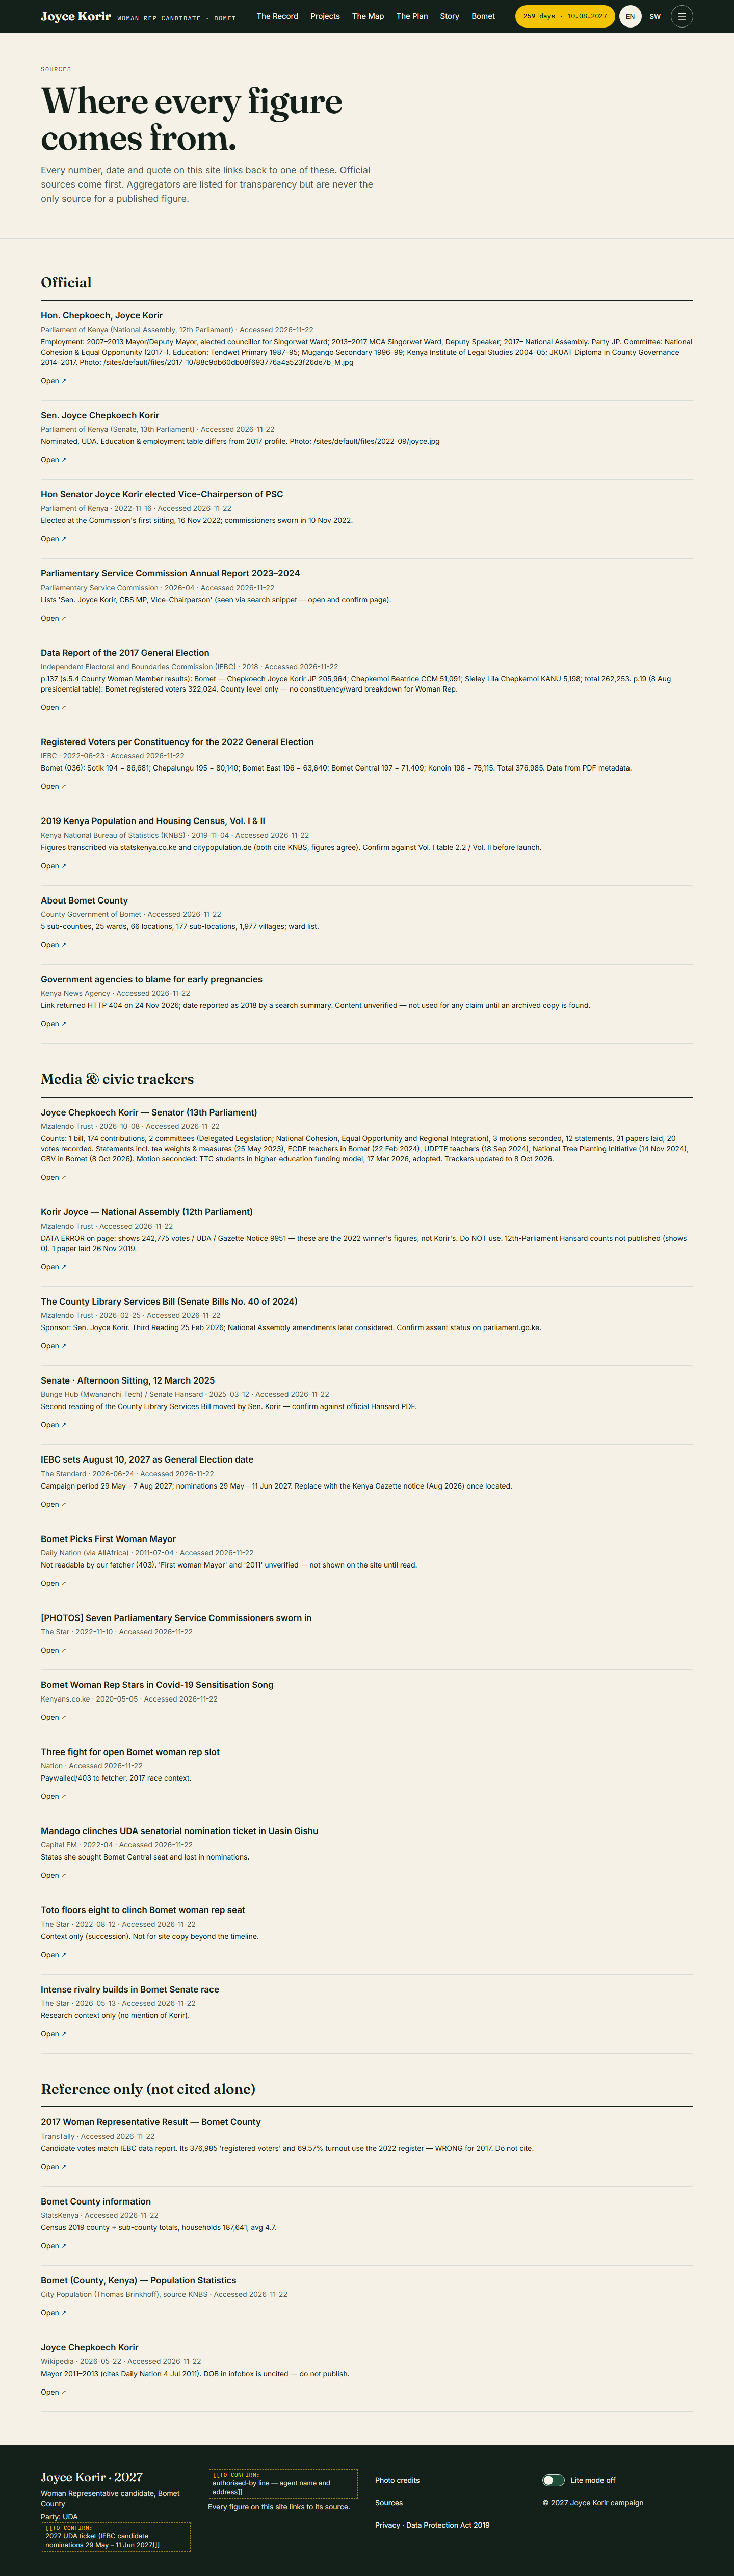 Joyce Korir WOMAN REP CANDIDATE · BOMET The Record Projects The Map The Plan Story Bomet 259 days · 10.08.2027 EN SW
SOURCES
Where every figure
comes from.
Every number, date and quote on this site links back to one of these. Official
sources come first. Aggregators are listed for transparency but are never the
only source for a published figure.
Official
Hon. Chepkoech, Joyce Korir
Parliament of Kenya (National Assembly, 12th Parliament) · Accessed 2026-11-22
Employment: 2007–2013 Mayor/Deputy Mayor, elected councillor for Singorwet Ward; 2013–2017 MCA Singorwet Ward, Deputy Speaker; 2017– National Assembly. Party JP. Committee: National
Cohesion & Equal Opportunity (2017–). Education: Tendwet Primary 1987–95; Mugango Secondary 1996–99; Kenya Institute of Legal Studies 2004–05; JKUAT Diploma in County Governance
2014–2017. Photo: /sites/default/files/2017-10/88c9db60db08f693776a4a523f26de7b_M.jpg
Open ↗
Sen. Joyce Chepkoech Korir
Parliament of Kenya (Senate, 13th Parliament) · Accessed 2026-11-22
Nominated, UDA. Education & employment table differs from 2017 profile. Photo: /sites/default/files/2022-09/joyce.jpg
Open ↗
Hon Senator Joyce Korir elected Vice-Chairperson of PSC
Parliament of Kenya · 2022-11-16 · Accessed 2026-11-22
Elected at the Commission's first sitting, 16 Nov 2022; commissioners sworn in 10 Nov 2022.
Open ↗
Parliamentary Service Commission Annual Report 2023–2024
Parliamentary Service Commission · 2026-04 · Accessed 2026-11-22
Lists 'Sen. Joyce Korir, CBS MP, Vice-Chairperson' (seen via search snippet — open and confirm page).
Open ↗
Data Report of the 2017 General Election
Independent Electoral and Boundaries Commission (IEBC) · 2018 · Accessed 2026-11-22
p.137 (s.5.4 County Woman Member results): Bomet — Chepkoech Joyce Korir JP 205,964; Chepkemoi Beatrice CCM 51,091; Sieley Lila Chepkemoi KANU 5,198; total 262,253. p.19 (8 Aug
presidential table): Bomet registered voters 322,024. County level only — no constituency/ward breakdown for Woman Rep.
Open ↗
Registered Voters per Constituency for the 2022 General Election
IEBC · 2022-06-23 · Accessed 2026-11-22
Bomet (036): Sotik 194 = 86,681; Chepalungu 195 = 80,140; Bomet East 196 = 63,640; Bomet Central 197 = 71,409; Konoin 198 = 75,115. Total 376,985. Date from PDF metadata.
Open ↗
2019 Kenya Population and Housing Census, Vol. I & II
Kenya National Bureau of Statistics (KNBS) · 2019-11-04 · Accessed 2026-11-22
Figures transcribed via statskenya.co.ke and citypopulation.de (both cite KNBS, figures agree). Confirm against Vol. I table 2.2 / Vol. II before launch.
Open ↗
About Bomet County
County Government of Bomet · Accessed 2026-11-22
5 sub-counties, 25 wards, 66 locations, 177 sub-locations, 1,977 villages; ward list.
Open ↗
Government agencies to blame for early pregnancies
Kenya News Agency · Accessed 2026-11-22
Link returned HTTP 404 on 24 Nov 2026; date reported as 2018 by a search summary. Content unverified — not used for any claim until an archived copy is found.
Open ↗
Media & civic trackers
Joyce Chepkoech Korir — Senator (13th Parliament)
Mzalendo Trust · 2026-10-08 · Accessed 2026-11-22
Counts: 1 bill, 174 contributions, 2 committees (Delegated Legislation; National Cohesion, Equal Opportunity and Regional Integration), 3 motions seconded, 12 statements, 31 papers laid, 20
votes recorded. Statements incl. tea weights & measures (25 May 2023), ECDE teachers in Bomet (22 Feb 2024), UDPTE teachers (18 Sep 2024), National Tree Planting Initiative (14 Nov 2024),
GBV in Bomet (8 Oct 2026). Motion seconded: TTC students in higher-education funding model, 17 Mar 2026, adopted. Trackers updated to 8 Oct 2026.
Open ↗
Korir Joyce — National Assembly (12th Parliament)
Mzalendo Trust · Accessed 2026-11-22
DATA ERROR on page: shows 242,775 votes / UDA / Gazette Notice 9951 — these are the 2022 winner's figures, not Korir's. Do NOT use. 12th-Parliament Hansard counts not published (shows
0). 1 paper laid 26 Nov 2019.
Open ↗
The County Library Services Bill (Senate Bills No. 40 of 2024)
Mzalendo Trust · 2026-02-25 · Accessed 2026-11-22
Sponsor: Sen. Joyce Korir. Third Reading 25 Feb 2026; National Assembly amendments later considered. Confirm assent status on parliament.go.ke.
Open ↗
Senate · Afternoon Sitting, 12 March 2025
Bunge Hub (Mwananchi Tech) / Senate Hansard · 2025-03-12 · Accessed 2026-11-22
Second reading of the County Library Services Bill moved by Sen. Korir — confirm against official Hansard PDF.
Open ↗
IEBC sets August 10, 2027 as General Election date
The Standard · 2026-06-24 · Accessed 2026-11-22
Campaign period 29 May – 7 Aug 2027; nominations 29 May – 11 Jun 2027. Replace with the Kenya Gazette notice (Aug 2026) once located.
Open ↗
Bomet Picks First Woman Mayor
Daily Nation (via AllAfrica) · 2011-07-04 · Accessed 2026-11-22
Not readable by our fetcher (403). 'First woman Mayor' and '2011' unverified — not shown on the site until read.
Open ↗
[PHOTOS] Seven Parliamentary Service Commissioners sworn in
The Star · 2022-11-10 · Accessed 2026-11-22
Open ↗
Bomet Woman Rep Stars in Covid-19 Sensitisation Song
Kenyans.co.ke · 2020-05-05 · Accessed 2026-11-22
Open ↗
Three fight for open Bomet woman rep slot
Nation · Accessed 2026-11-22
Paywalled/403 to fetcher. 2017 race context.
Open ↗
Mandago clinches UDA senatorial nomination ticket in Uasin Gishu
Capital FM · 2022-04 · Accessed 2026-11-22
States she sought Bomet Central seat and lost in nominations.
Open ↗
Toto floors eight to clinch Bomet woman rep seat
The Star · 2022-08-12 · Accessed 2026-11-22
Context only (succession). Not for site copy beyond the timeline.
Open ↗
Intense rivalry builds in Bomet Senate race
The Star · 2026-05-13 · Accessed 2026-11-22
Research context only (no mention of Korir).
Open ↗
Reference only (not cited alone)
2017 Woman Representative Result — Bomet County
TransTally · Accessed 2026-11-22
Candidate votes match IEBC data report. Its 376,985 'registered voters' and 69.57% turnout use the 2022 register — WRONG for 2017. Do not cite.
Open ↗
Bomet County information
StatsKenya · Accessed 2026-11-22
Census 2019 county + sub-county totals, households 187,641, avg 4.7.
Open ↗
Bomet (County, Kenya) — Population Statistics
City Population (Thomas Brinkhoff), source KNBS · Accessed 2026-11-22
Open ↗
Joyce Chepkoech Korir
Wikipedia · 2026-05-22 · Accessed 2026-11-22
Mayor 2011–2013 (cites Daily Nation 4 Jul 2011). DOB in infobox is uncited — do not publish.
Open ↗
Joyce Korir · 2027
Woman Representative candidate, Bomet
County
Party: UDA
[[TO CONFIRM:
2027 UDA ticket (IEBC candidate
nominations 29 May – 11 Jun 2027)]]
[[TO CONFIRM:
authorised-by line — agent name and
address]]
Every figure on this site links to its source.
Photo credits
Sources
Privacy · Data Protection Act 2019
Lite mode off
© 2027 Joyce Korir campaign